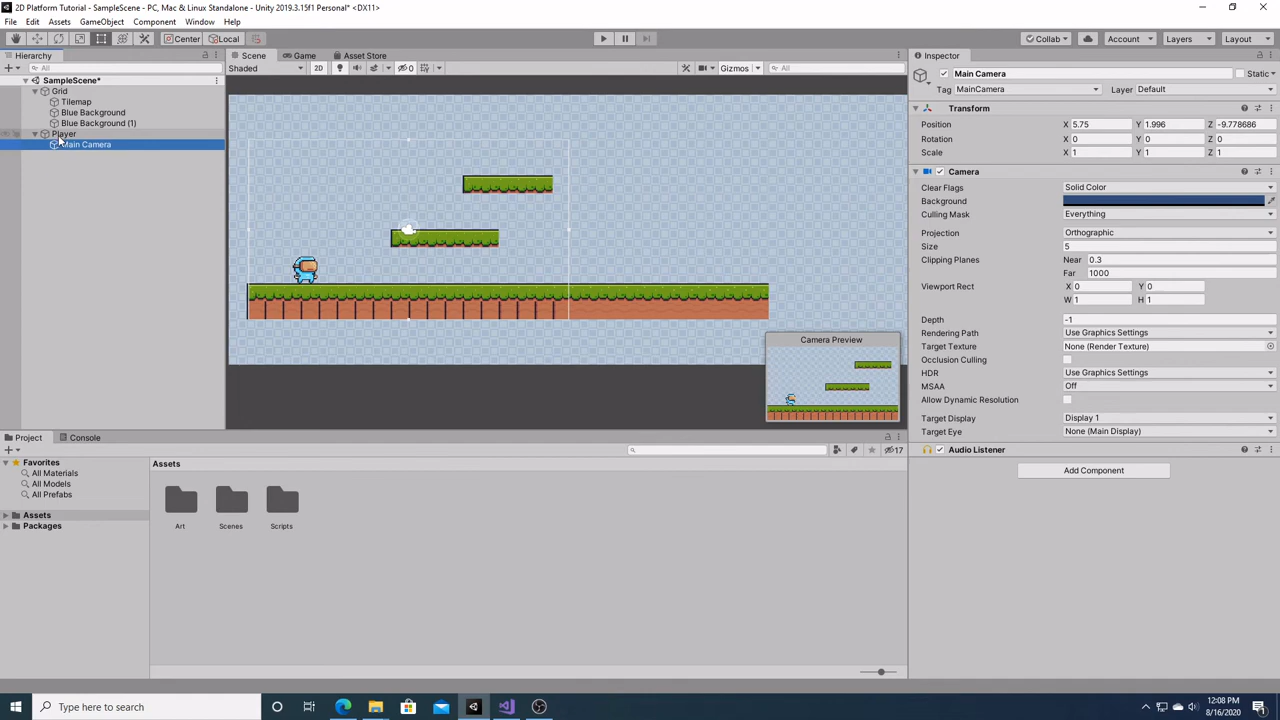 2D Platform Tutorial - SampleScene - PC, Mac & Linux Standalone - Unity 2019.3.15f1 Personal* <DX11>
File Edit Assets GameObject Component Window Help
Center Local Collab Account Layers Layout
Hierarchy
All
SampleScene*
Grid
Tilemap
Blue Background
Blue Background (1)
Player
Main Camera
Scene Game Asset Store
Shaded 2D 0 Gizmos All
Camera Preview
Inspector
Main Camera Static
Tag MainCamera Layer Default
Transform
Position X 5.75 Y 1.996 Z -9.778686
Rotation X 0 Y 0 Z 0
Scale X 1 Y 1 Z 1
Camera
Clear Flags Solid Color
Background
Culling Mask Everything
Projection Orthographic
Size 5
Clipping Planes Near 0.3
Far 1000
Viewport Rect X 0 Y 0
W 1 H 1
Depth -1
Rendering Path Use Graphics Settings
Target Texture None (Render Texture)
Occlusion Culling
HDR Use Graphics Settings
MSAA Off
Allow Dynamic Resolution
Target Display Display 1
Target Eye None (Main Display)
Audio Listener
Add Component
Project Console
17
Favorites
All Materials
All Models
All Prefabs
Assets
Packages
Assets
Art Scenes Scripts
Type here to search
12:08 PM
8/16/2020
1